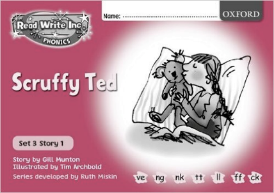 Read Write Inc.
PHONICS
Name:
OXFORD
Scruffy Ted
Set 3 Story 1
Story by Gill Munton
Illustrated by Tim Archbold
Series developed by Ruth Miskin
ve ng nk tt ll ff ck